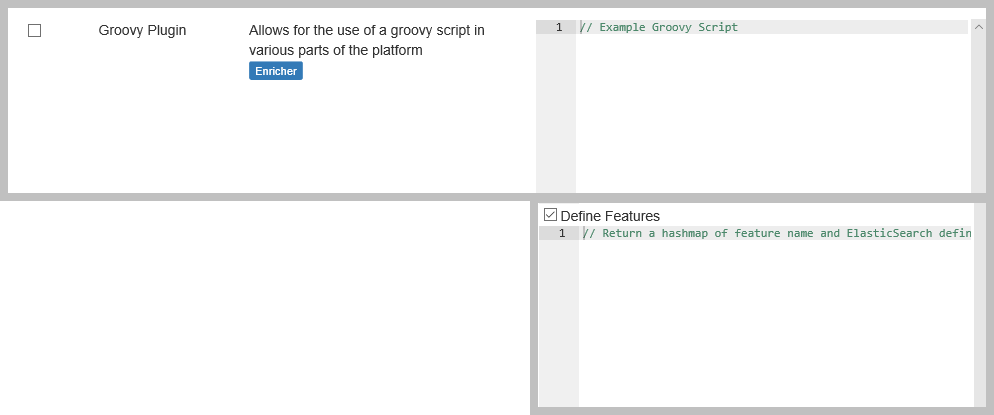 Groovy Plugin
Allows for the use of a groovy script in
various parts of the platform
Enricher
1 // Example Groovy Script
Define Features
1 // Return a hashmap of feature name and ElasticSearch defin